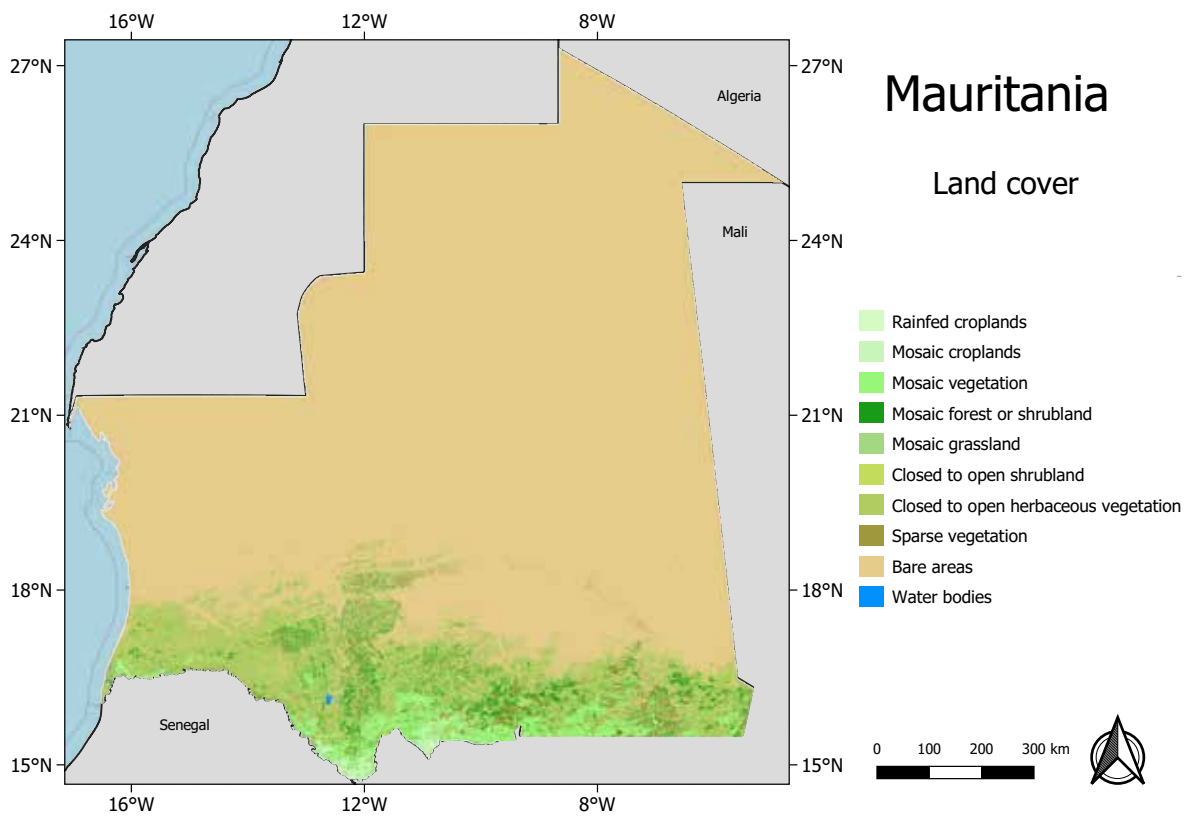 16°W 12°W 8°W
27°N 27°N
Algeria
Mauritania
Land cover
Mali
24°N 24°N
Rainfed croplands
Mosaic croplands
Mosaic vegetation
Mosaic forest or shrubland
Mosaic grassland
Closed to open shrubland
Closed to open herbaceous vegetation
Sparse vegetation
Bare areas
Water bodies
21°N 21°N
18°N 18°N
Senegal
0 100 200 300 km
15°N 15°N
16°W 12°W 8°W